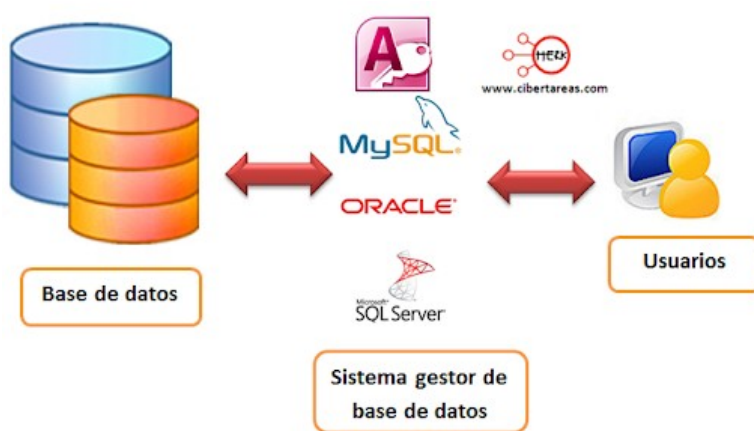 A
HERK
www.cibertareas.com
MySQL®
ORACLE®
Microsoft®
SQL Server
Base de datos
Usuarios
Sistema gestor de
base de datos